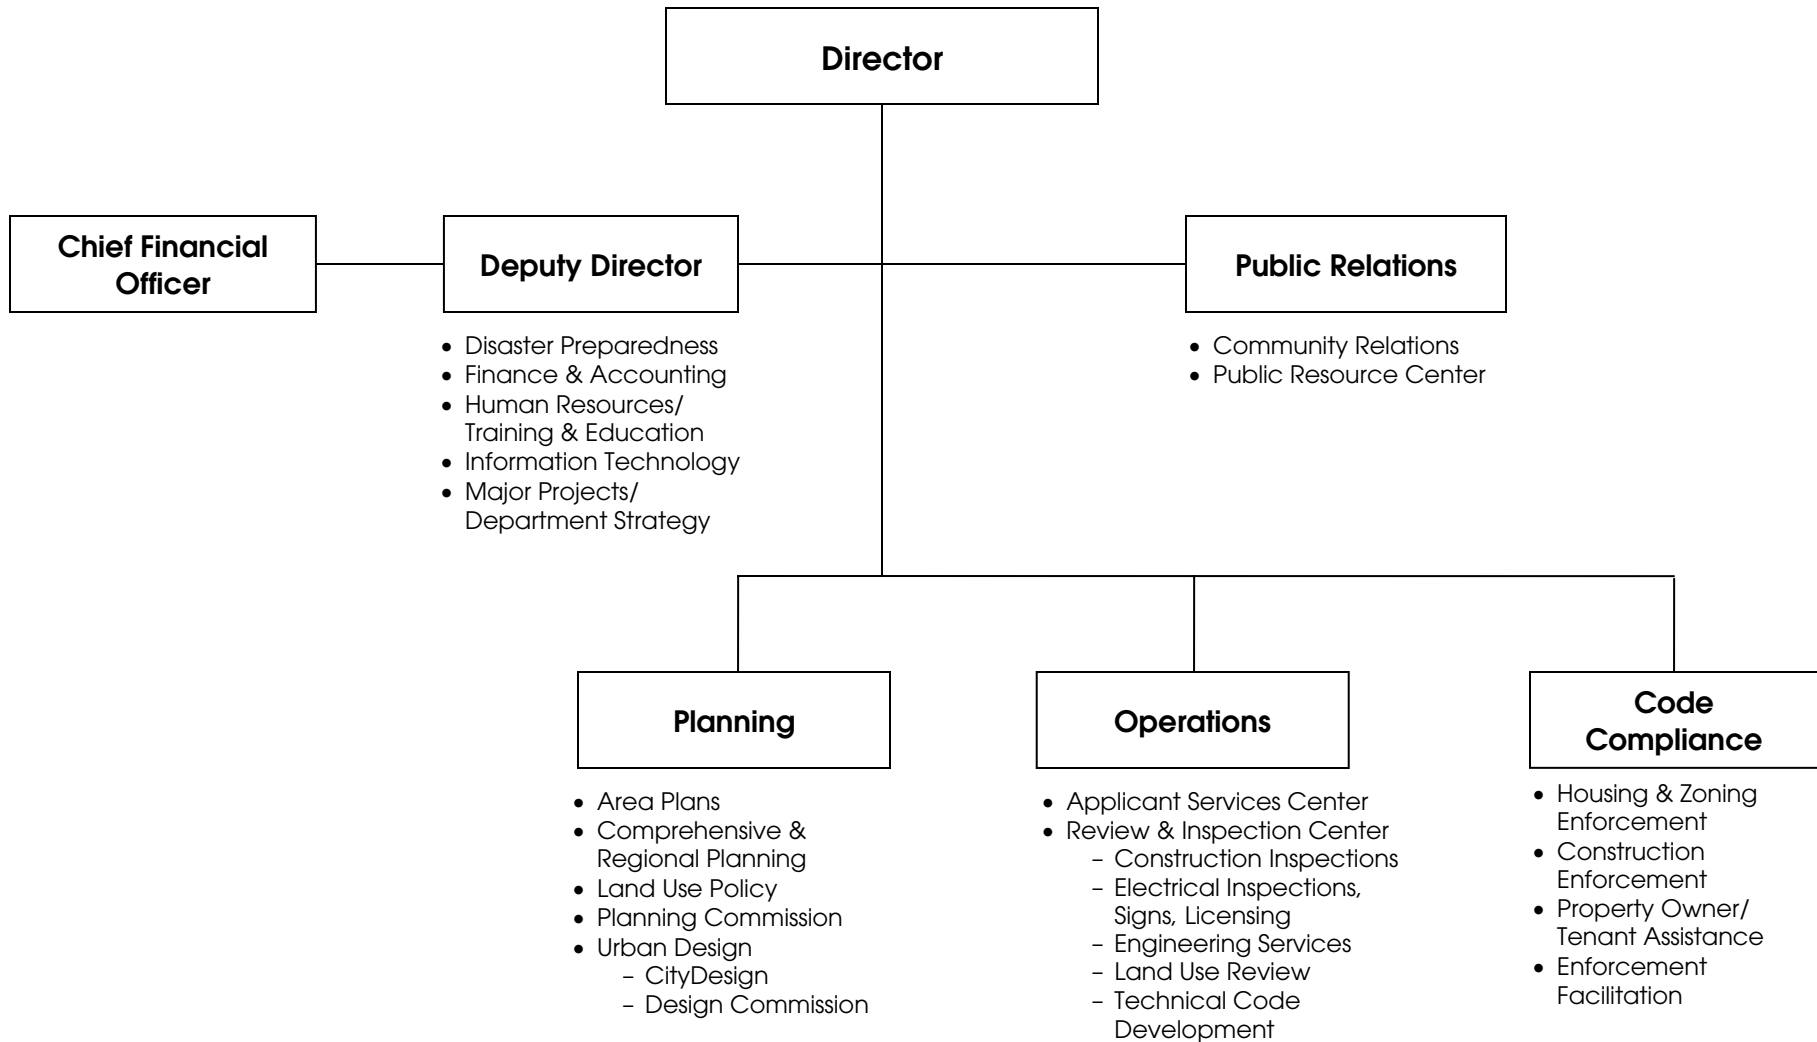 Director
Chief Financial
Officer
Deputy Director
• Disaster Preparedness
• Finance & Accounting
• Human Resources/
Training & Education
• Information Technology
• Major Projects/
Department Strategy
Public Relations
• Community Relations
• Public Resource Center
Planning
• Area Plans
• Comprehensive &
Regional Planning
• Land Use Policy
• Planning Commission
• Urban Design
– CityDesign
– Design Commission
Operations
• Applicant Services Center
• Review & Inspection Center
– Construction Inspections
– Electrical Inspections,
Signs, Licensing
– Engineering Services
– Land Use Review
– Technical Code
Development
Code
Compliance
• Housing & Zoning
Enforcement
• Construction
Enforcement
• Property Owner/
Tenant Assistance
• Enforcement
Facilitation